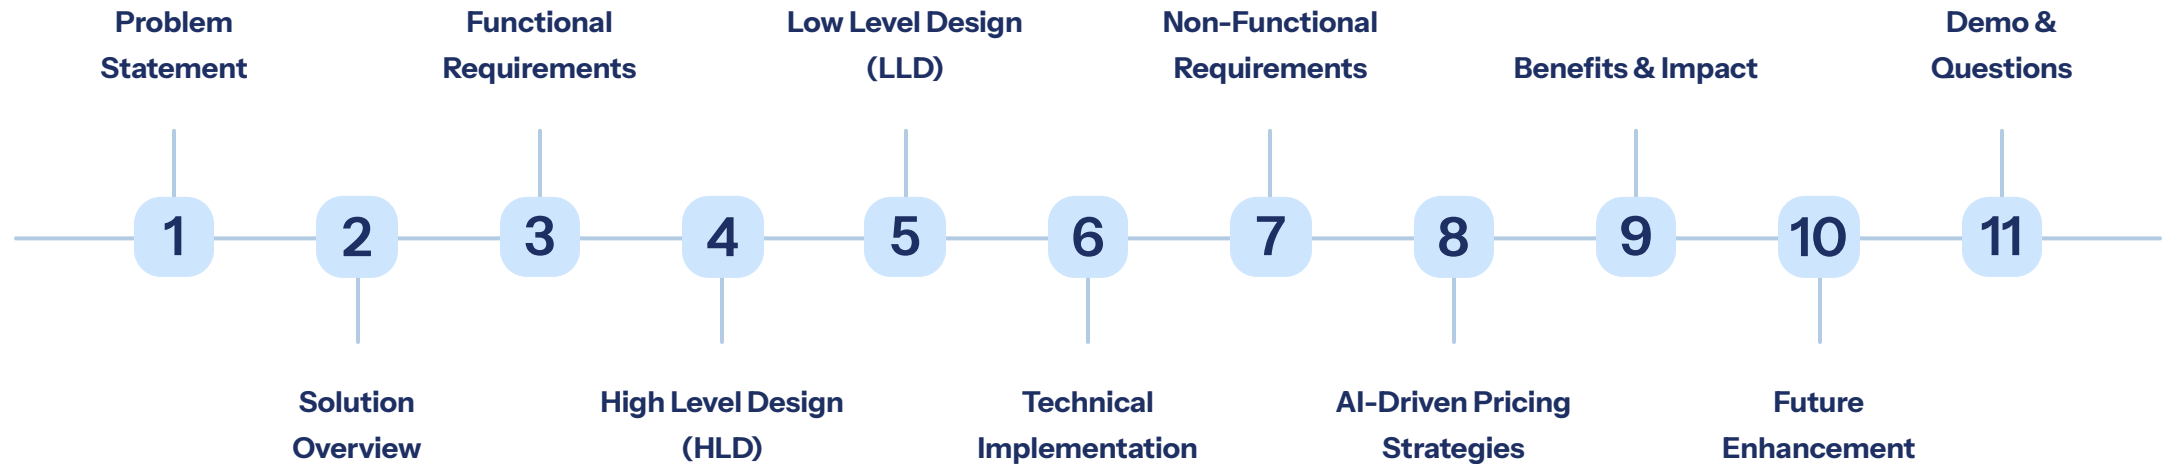 Problem
Statement
Functional
Requirements
Low Level Design
(LLD)
Non-Functional
Requirements
Benefits & Impact
Demo &
Questions
1
2
3
4
5
6
7
8
9
10
11
Solution
Overview
High Level Design
(HLD)
Technical
Implementation
AI-Driven Pricing
Strategies
Future
Enhancement